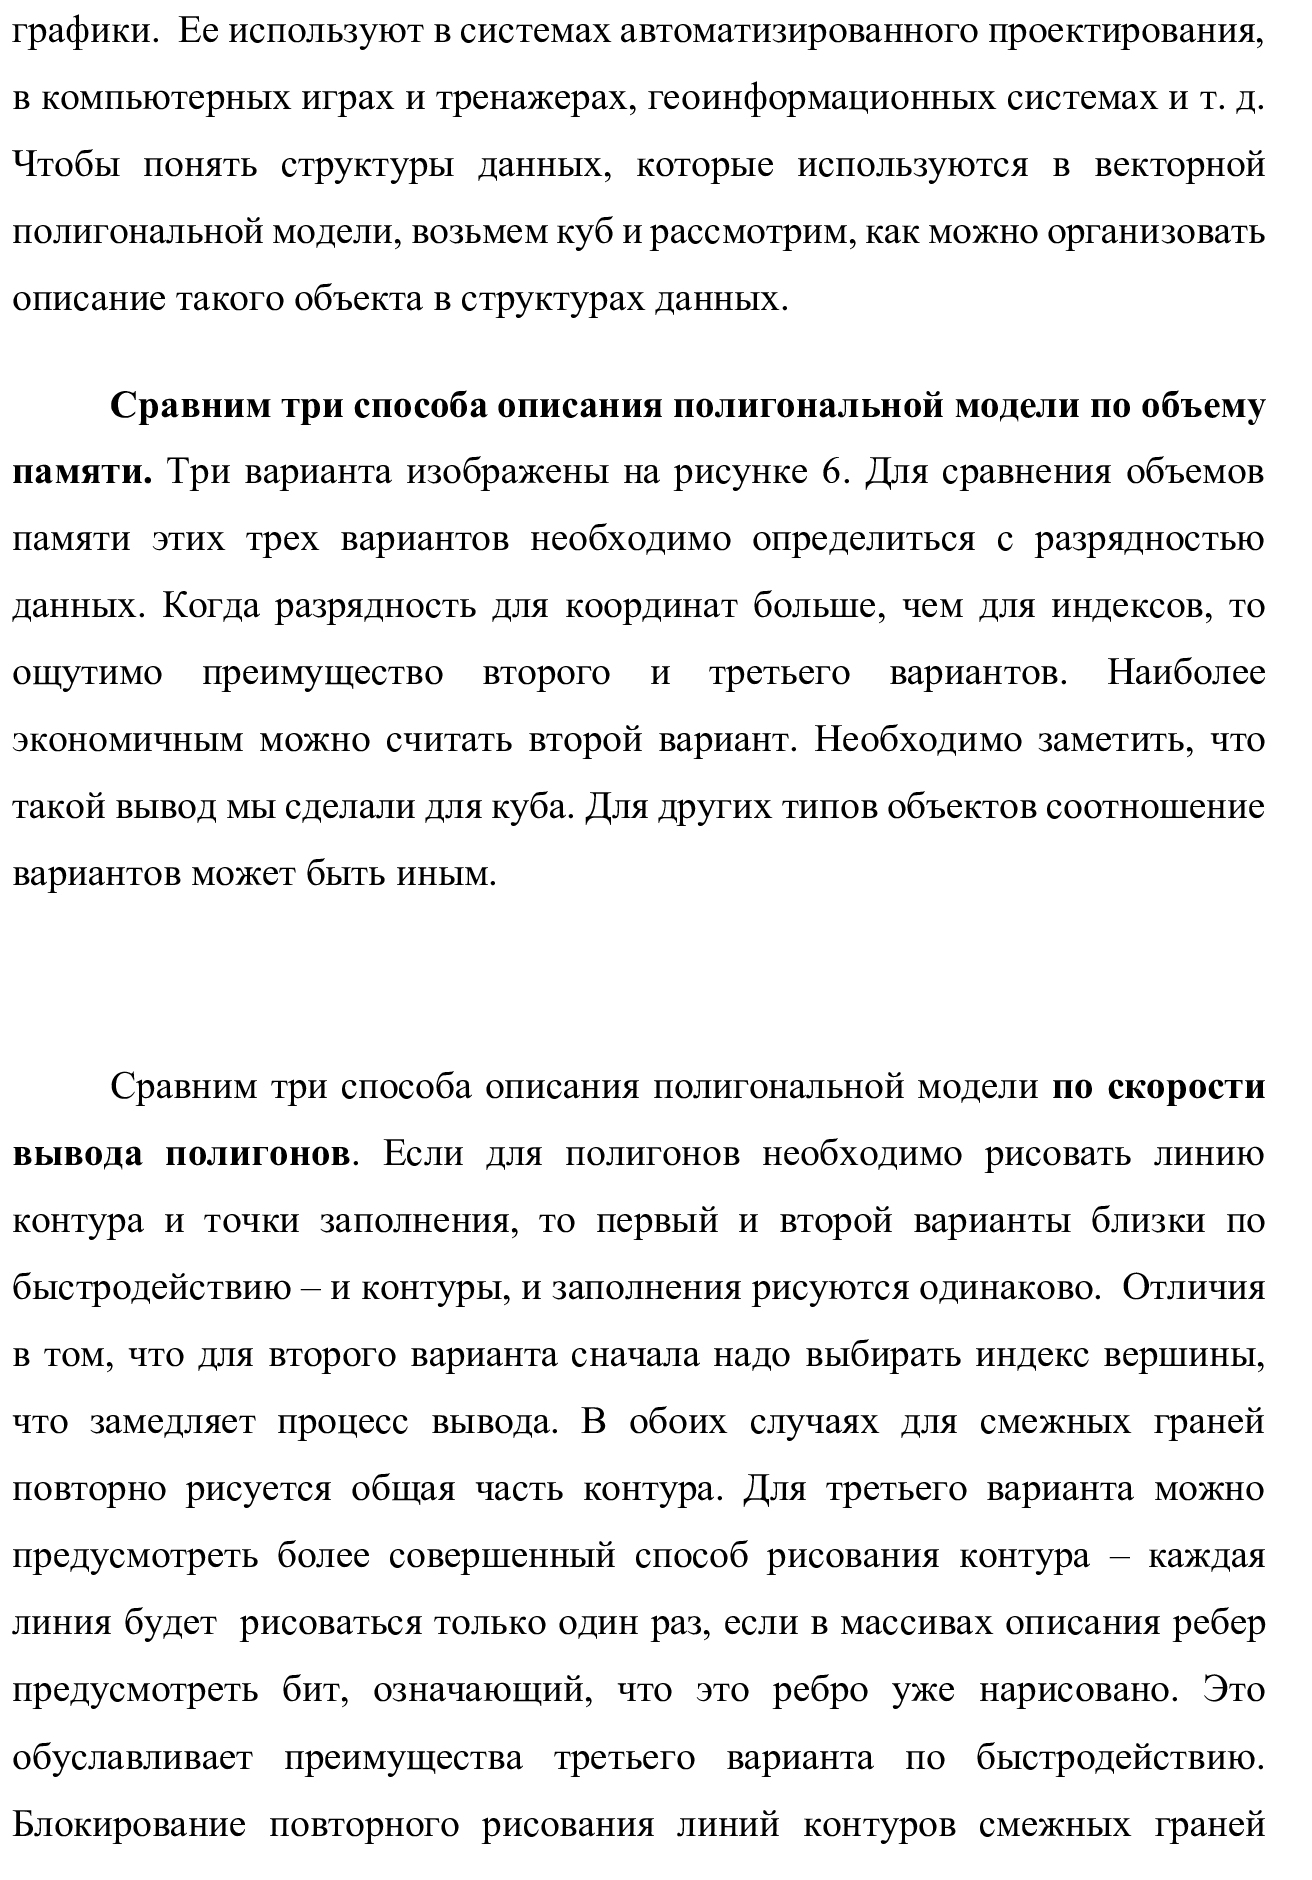 графики.  Ее используют в системах автоматизированного проектирования,
в компьютерных играх и тренажерах, геоинформационных системах и т. д.
Чтобы понять структуры данных, которые используются в векторной
полигональной модели, возьмем куб и рассмотрим, как можно организовать
описание такого объекта в структурах данных.
Сравним три способа описания полигональной модели по объему
памяти. Три варианта изображены на рисунке 6. Для сравнения объемов
памяти этих трех вариантов необходимо определиться с разрядностью
данных. Когда разрядность для координат больше, чем для индексов, то
ощутимо преимущество второго и третьего вариантов. Наиболее
экономичным можно считать второй вариант. Необходимо заметить, что
такой вывод мы сделали для куба. Для других типов объектов соотношение
вариантов может быть иным.
Сравним три способа описания полигональной модели по скорости
вывода полигонов. Если для полигонов необходимо рисовать линию
контура и точки заполнения, то первый и второй варианты близки по
быстродействию – и контуры, и заполнения рисуются одинаково.  Отличия
в том, что для второго варианта сначала надо выбирать индекс вершины,
что замедляет процесс вывода. В обоих случаях для смежных граней
повторно рисуется общая часть контура. Для третьего варианта можно
предусмотреть более совершенный способ рисования контура – каждая
линия будет  рисоваться только один раз, если в массивах описания ребер
предусмотреть бит, означающий, что это ребро уже нарисовано. Это
обуславливает преимущества третьего варианта по быстродействию.
Блокирование повторного рисования линий контуров смежных граней